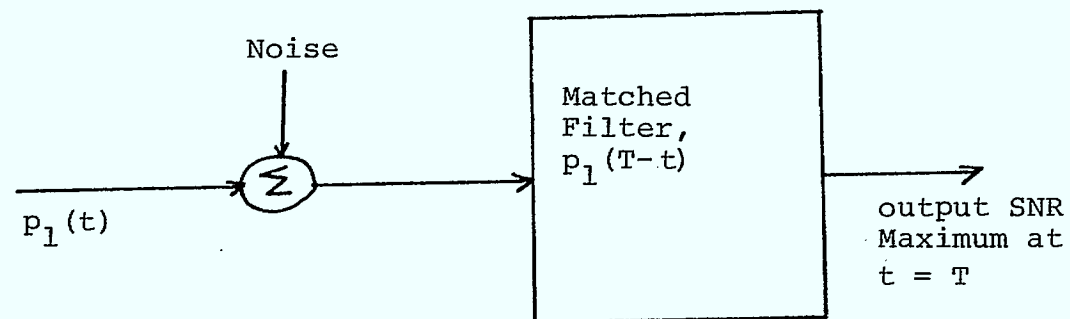 Noise
Σ
p₁(t)
Matched
Filter,
p₁(T-t)
output SNR
Maximum at
t = T